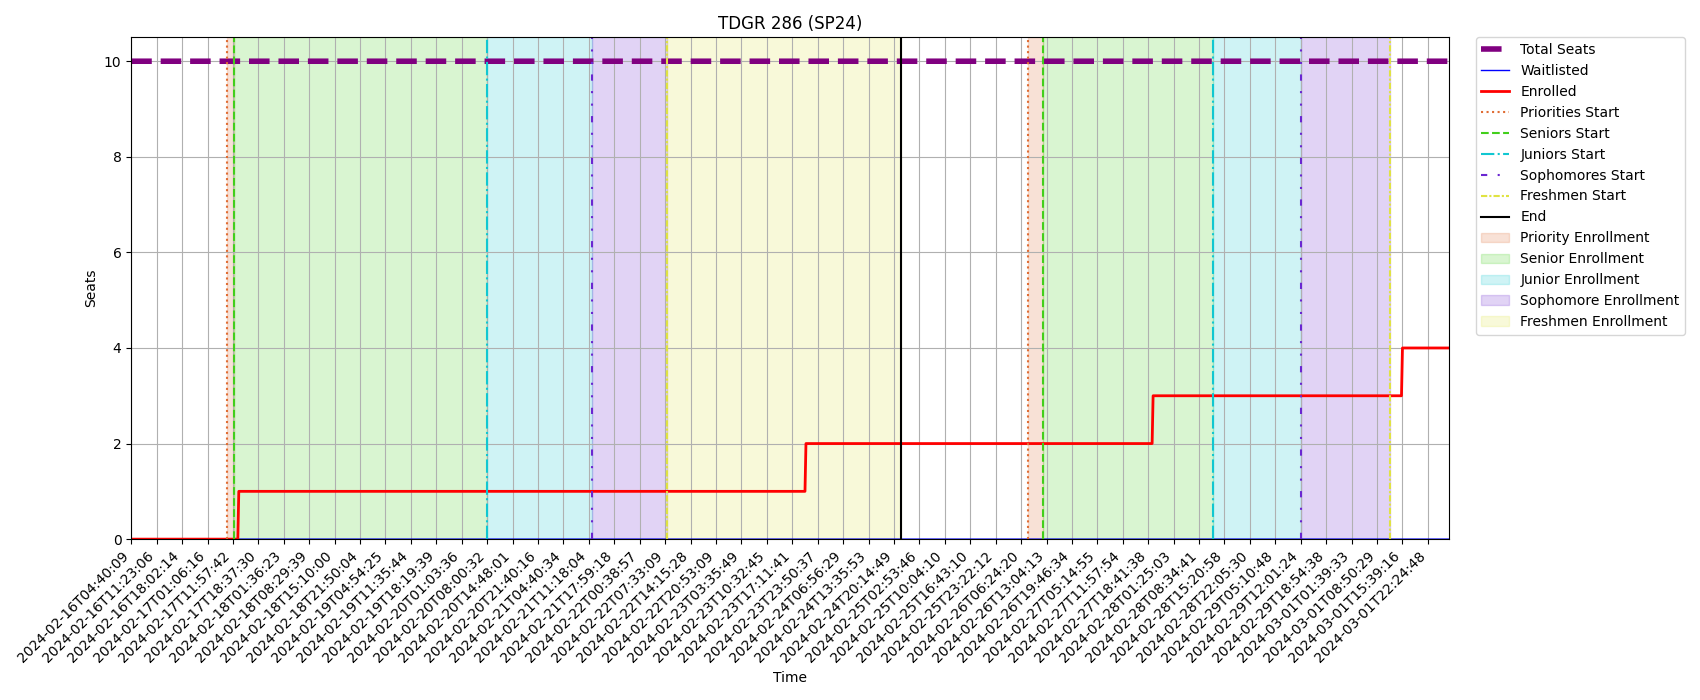 TDGR 286 (SP24)
10
8
6
4
2
0
Seats
2024-02-16T04:40:09
2024-02-16T11:23:06
2024-02-16T18:02:14
2024-02-17T01:06:16
2024-02-17T11:57:42
2024-02-17T18:37:30
2024-02-18T01:36:23
2024-02-18T08:29:39
2024-02-18T15:10:00
2024-02-18T21:50:04
2024-02-19T04:54:25
2024-02-19T11:35:44
2024-02-19T18:19:39
2024-02-20T01:03:36
2024-02-20T08:00:32
2024-02-20T14:48:01
2024-02-20T21:40:16
2024-02-21T04:40:34
2024-02-21T11:18:04
2024-02-21T17:59:18
2024-02-22T00:38:57
2024-02-22T07:33:09
2024-02-22T14:15:28
2024-02-22T20:53:09
2024-02-23T03:35:49
2024-02-23T10:32:45
2024-02-23T17:11:41
2024-02-23T23:50:37
2024-02-24T06:56:29
2024-02-24T13:35:53
2024-02-24T20:14:49
2024-02-25T02:53:46
2024-02-25T10:04:10
2024-02-25T16:43:10
2024-02-25T23:22:12
2024-02-26T06:24:20
2024-02-26T13:04:13
2024-02-26T19:46:34
2024-02-27T05:14:55
2024-02-27T11:57:54
2024-02-27T18:41:38
2024-02-28T01:25:03
2024-02-28T08:34:41
2024-02-28T15:20:58
2024-02-28T22:05:30
2024-02-29T05:10:48
2024-02-29T12:01:24
2024-02-29T18:54:38
2024-03-01T01:39:33
2024-03-01T08:50:29
2024-03-01T15:39:16
2024-03-01T22:24:48
Time
Total Seats
Waitlisted
Enrolled
Priorities Start
Seniors Start
Juniors Start
Sophomores Start
Freshmen Start
End
Priority Enrollment
Senior Enrollment
Junior Enrollment
Sophomore Enrollment
Freshmen Enrollment